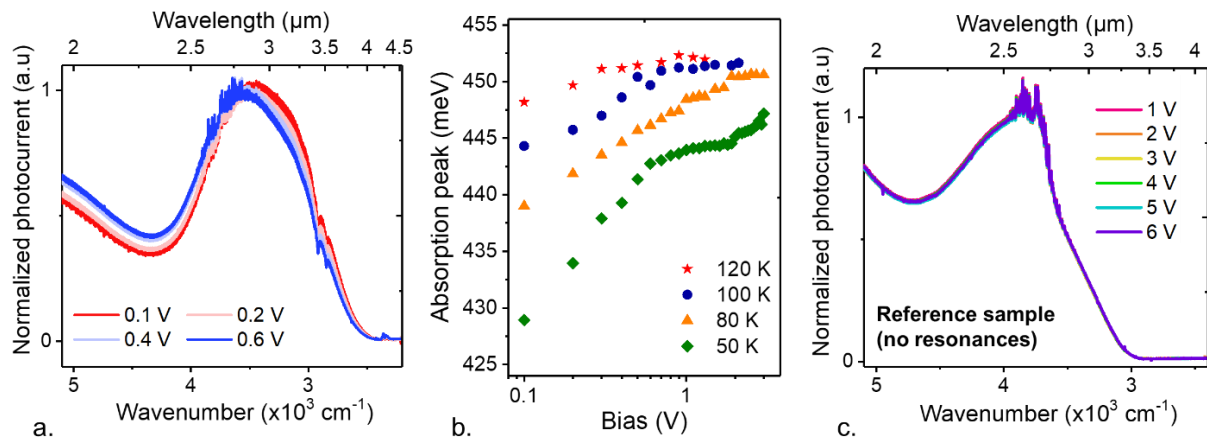 Wavelength (µm)
2 2.5 3 3.5 4 4.5
Normalized photocurrent (a.u)
1
0
0.1 V 0.2 V
0.4 V 0.6 V
5 4 3
Wavenumber (x10³ cm⁻¹)
a.
Absorption peak (meV)
455
450
445
440
435
430
425
120 K
100 K
80 K
50 K
0.1 1
Bias (V)
b.
Wavelength (µm)
2 2.5 3 3.5 4
Normalized photocurrent (a.u)
1
0
1 V
2 V
3 V
4 V
5 V
6 V
Reference sample
(no resonances)
5 4 3
Wavenumber (x10³ cm⁻¹)
c.